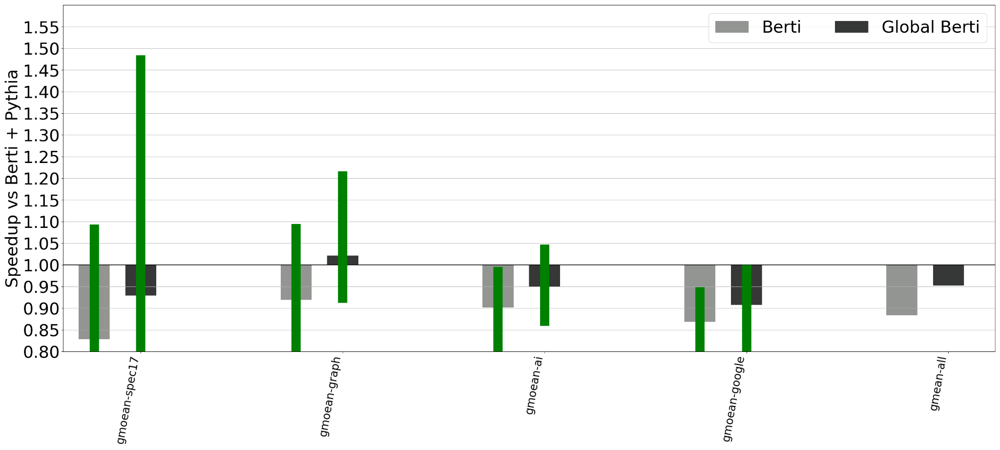 Speedup vs Berti + Pythia
1.55
1.50
1.45
1.40
1.35
1.30
1.25
1.20
1.15
1.10
1.05
1.00
0.95
0.90
0.85
0.80
Berti
Global Berti
gmoean-spec17
gmoean-graph
gmoean-ai
gmoean-google
gmean-all